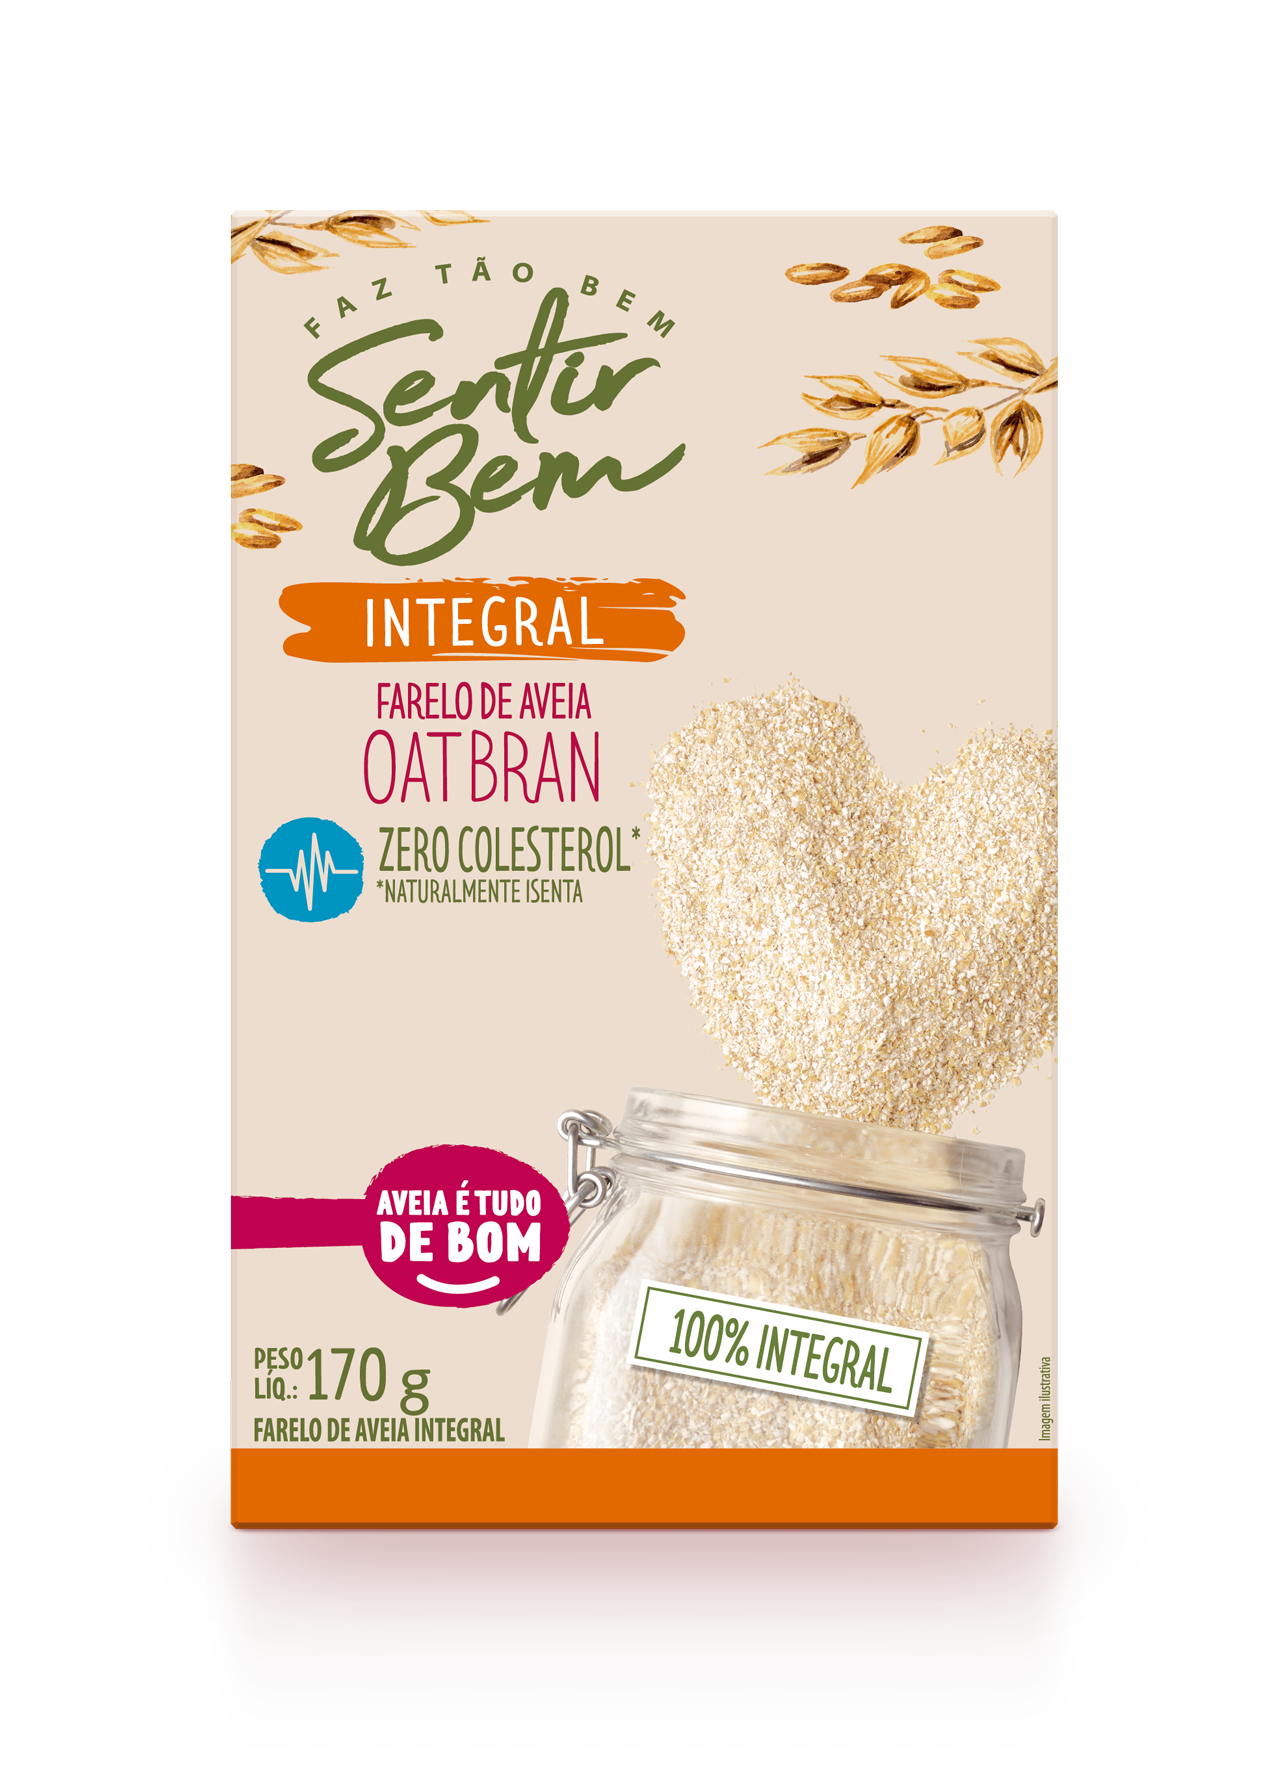 FAZ TÃO BEM
Sentir
Bem
INTEGRAL
FARELO DE AVEIA
OAT BRAN
ZERO COLESTEROL*
*NATURALMENTE ISENTA
AVEIA É TUDO
DE BOM
100% INTEGRAL
PESO
LÍQ.: 170 g
FARELO DE AVEIA INTEGRAL
Imagem ilustrativa